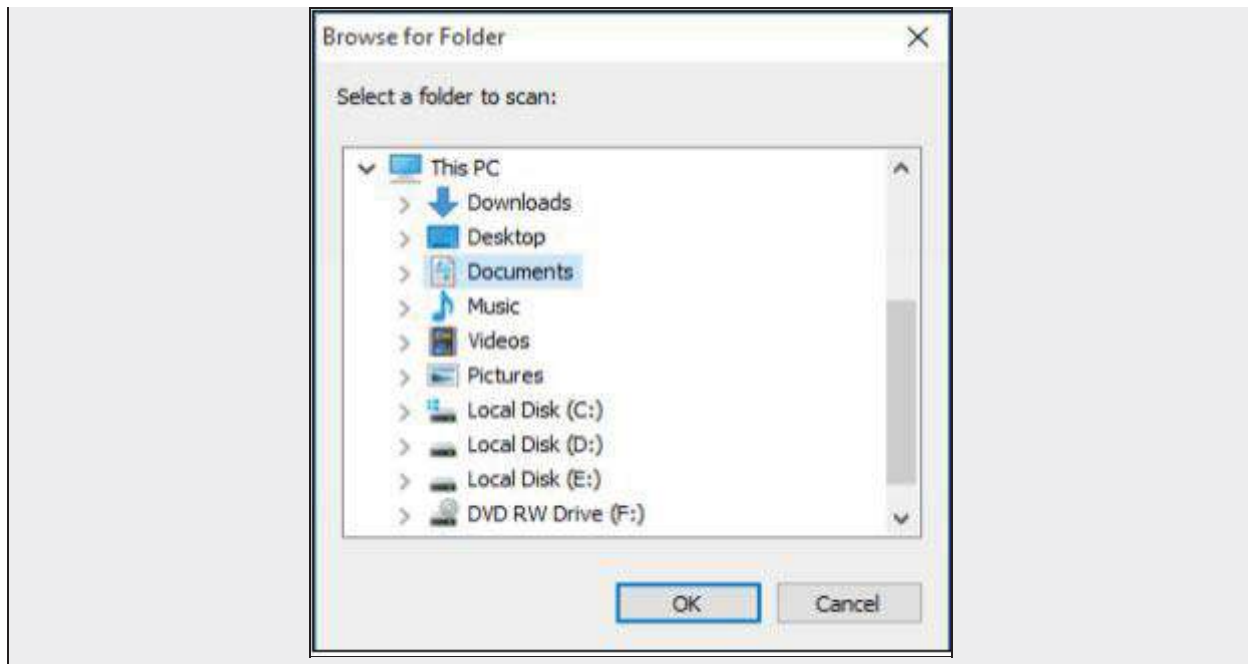 Browse for Folder
Select a folder to scan:
This PC
Downloads
Desktop
Documents
Music
Videos
Pictures
Local Disk (C:)
Local Disk (D:)
Local Disk (E:)
DVD RW Drive (F:)
OK Cancel